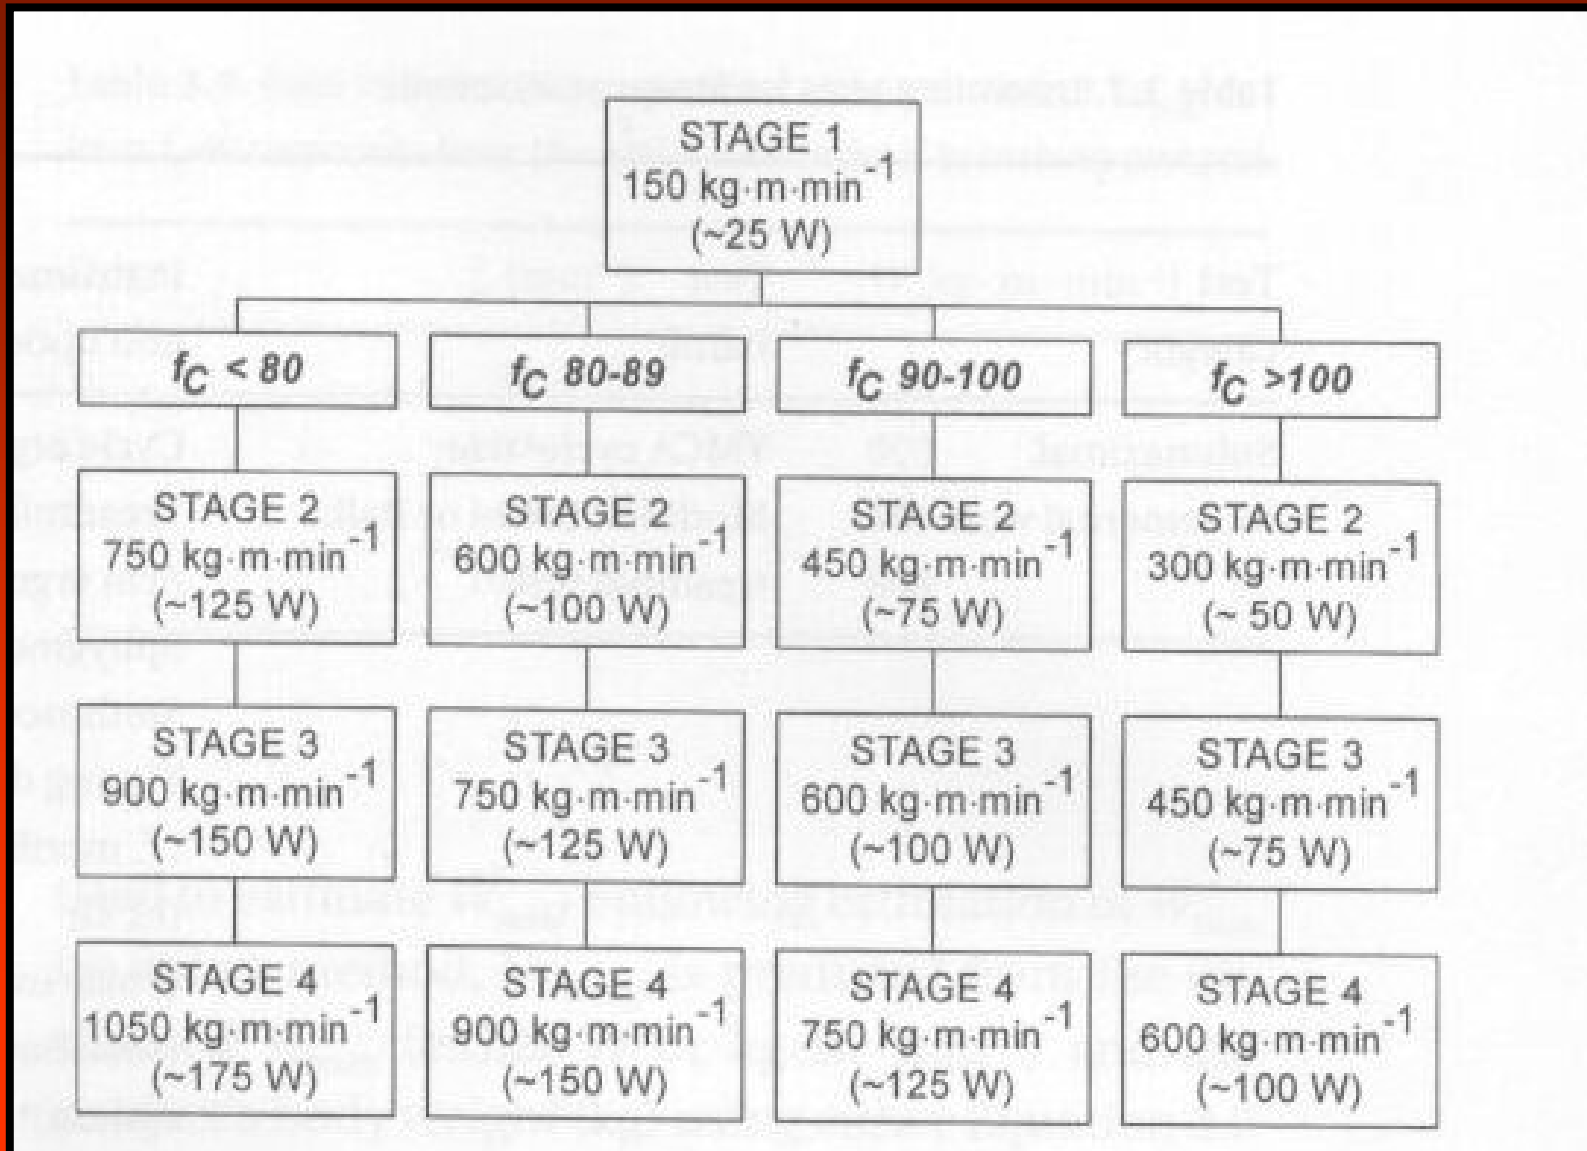 STAGE 1
150 kg·m·min⁻¹
(~25 W)
f_C < 80
f_C 80-89
f_C 90-100
f_C >100
STAGE 2
750 kg·m·min⁻¹
(~125 W)
STAGE 2
600 kg·m·min⁻¹
(~100 W)
STAGE 2
450 kg·m·min⁻¹
(~75 W)
STAGE 2
300 kg·m·min⁻¹
(~ 50 W)
STAGE 3
900 kg·m·min⁻¹
(~150 W)
STAGE 3
750 kg·m·min⁻¹
(~125 W)
STAGE 3
600 kg·m·min⁻¹
(~100 W)
STAGE 3
450 kg·m·min⁻¹
(~75 W)
STAGE 4
1050 kg·m·min⁻¹
(~175 W)
STAGE 4
900 kg·m·min⁻¹
(~150 W)
STAGE 4
750 kg·m·min⁻¹
(~125 W)
STAGE 4
600 kg·m·min⁻¹
(~100 W)